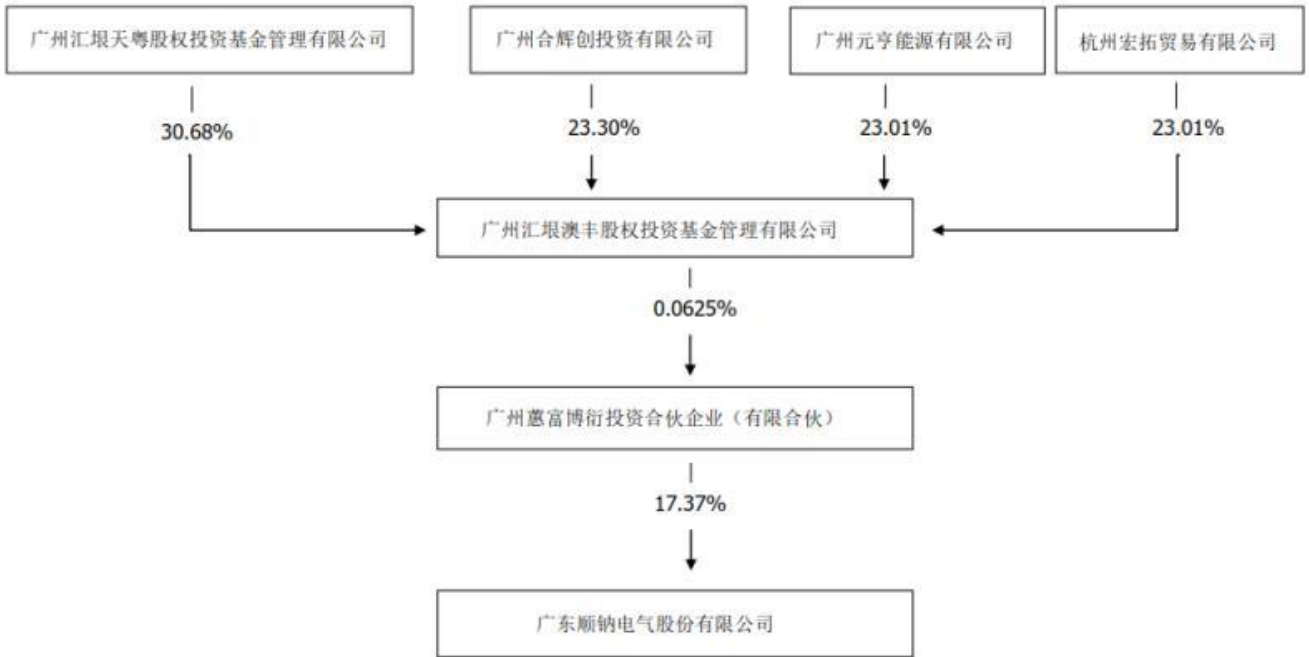 广州汇垠天粤股权投资基金管理有限公司
广州合辉创投资有限公司
广州元亨能源有限公司
杭州宏拓贸易有限公司
30.68%
23.30%
23.01%
23.01%
广州汇垠澳丰股权投资基金管理有限公司
0.0625%
广州蕙富博衍投资合伙企业（有限合伙）
17.37%
广东顺钠电气股份有限公司